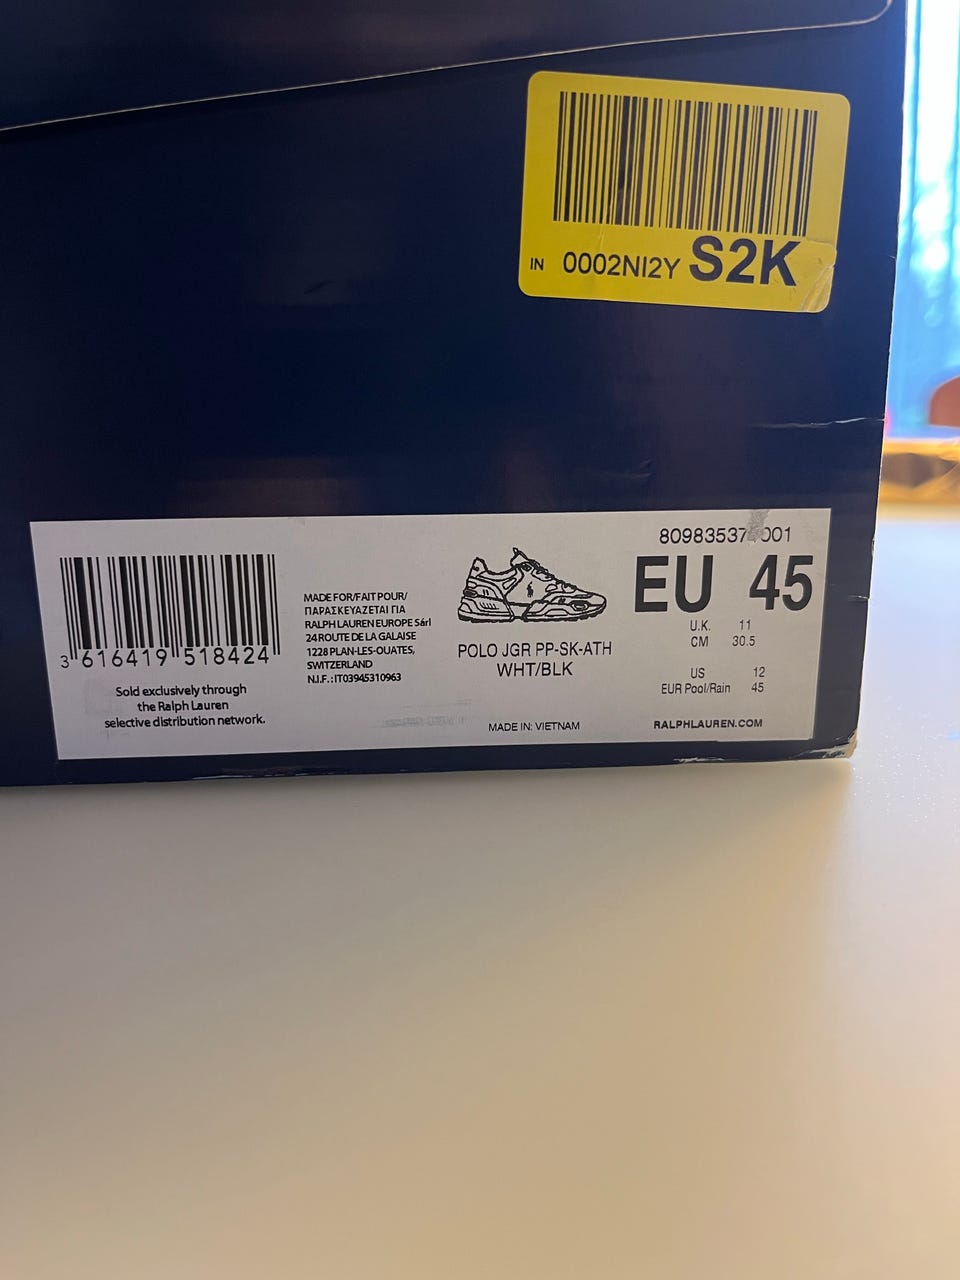 IN 0002NI2Y S2K
3 616419 518424
Sold exclusively through
the Ralph Lauren
selective distribution network.
MADE FOR/FAIT POUR/
ΠΑΡΑΣΚΕΥΑΖΕΤΑΙ ΓΙΑ
RALPH LAUREN EUROPE Sárl
24 ROUTE DE LA GALAISE
1228 PLAN-LES-OUATES,
SWITZERLAND
N.I.F.:IT03945310963
POLO JGR PP-SK-ATH
WHT/BLK
MADE IN: VIETNAM
EU 45
U.K. 11
CM 30.5
US 12
EUR Pool/Rain 45
RALPHLAUREN.COM